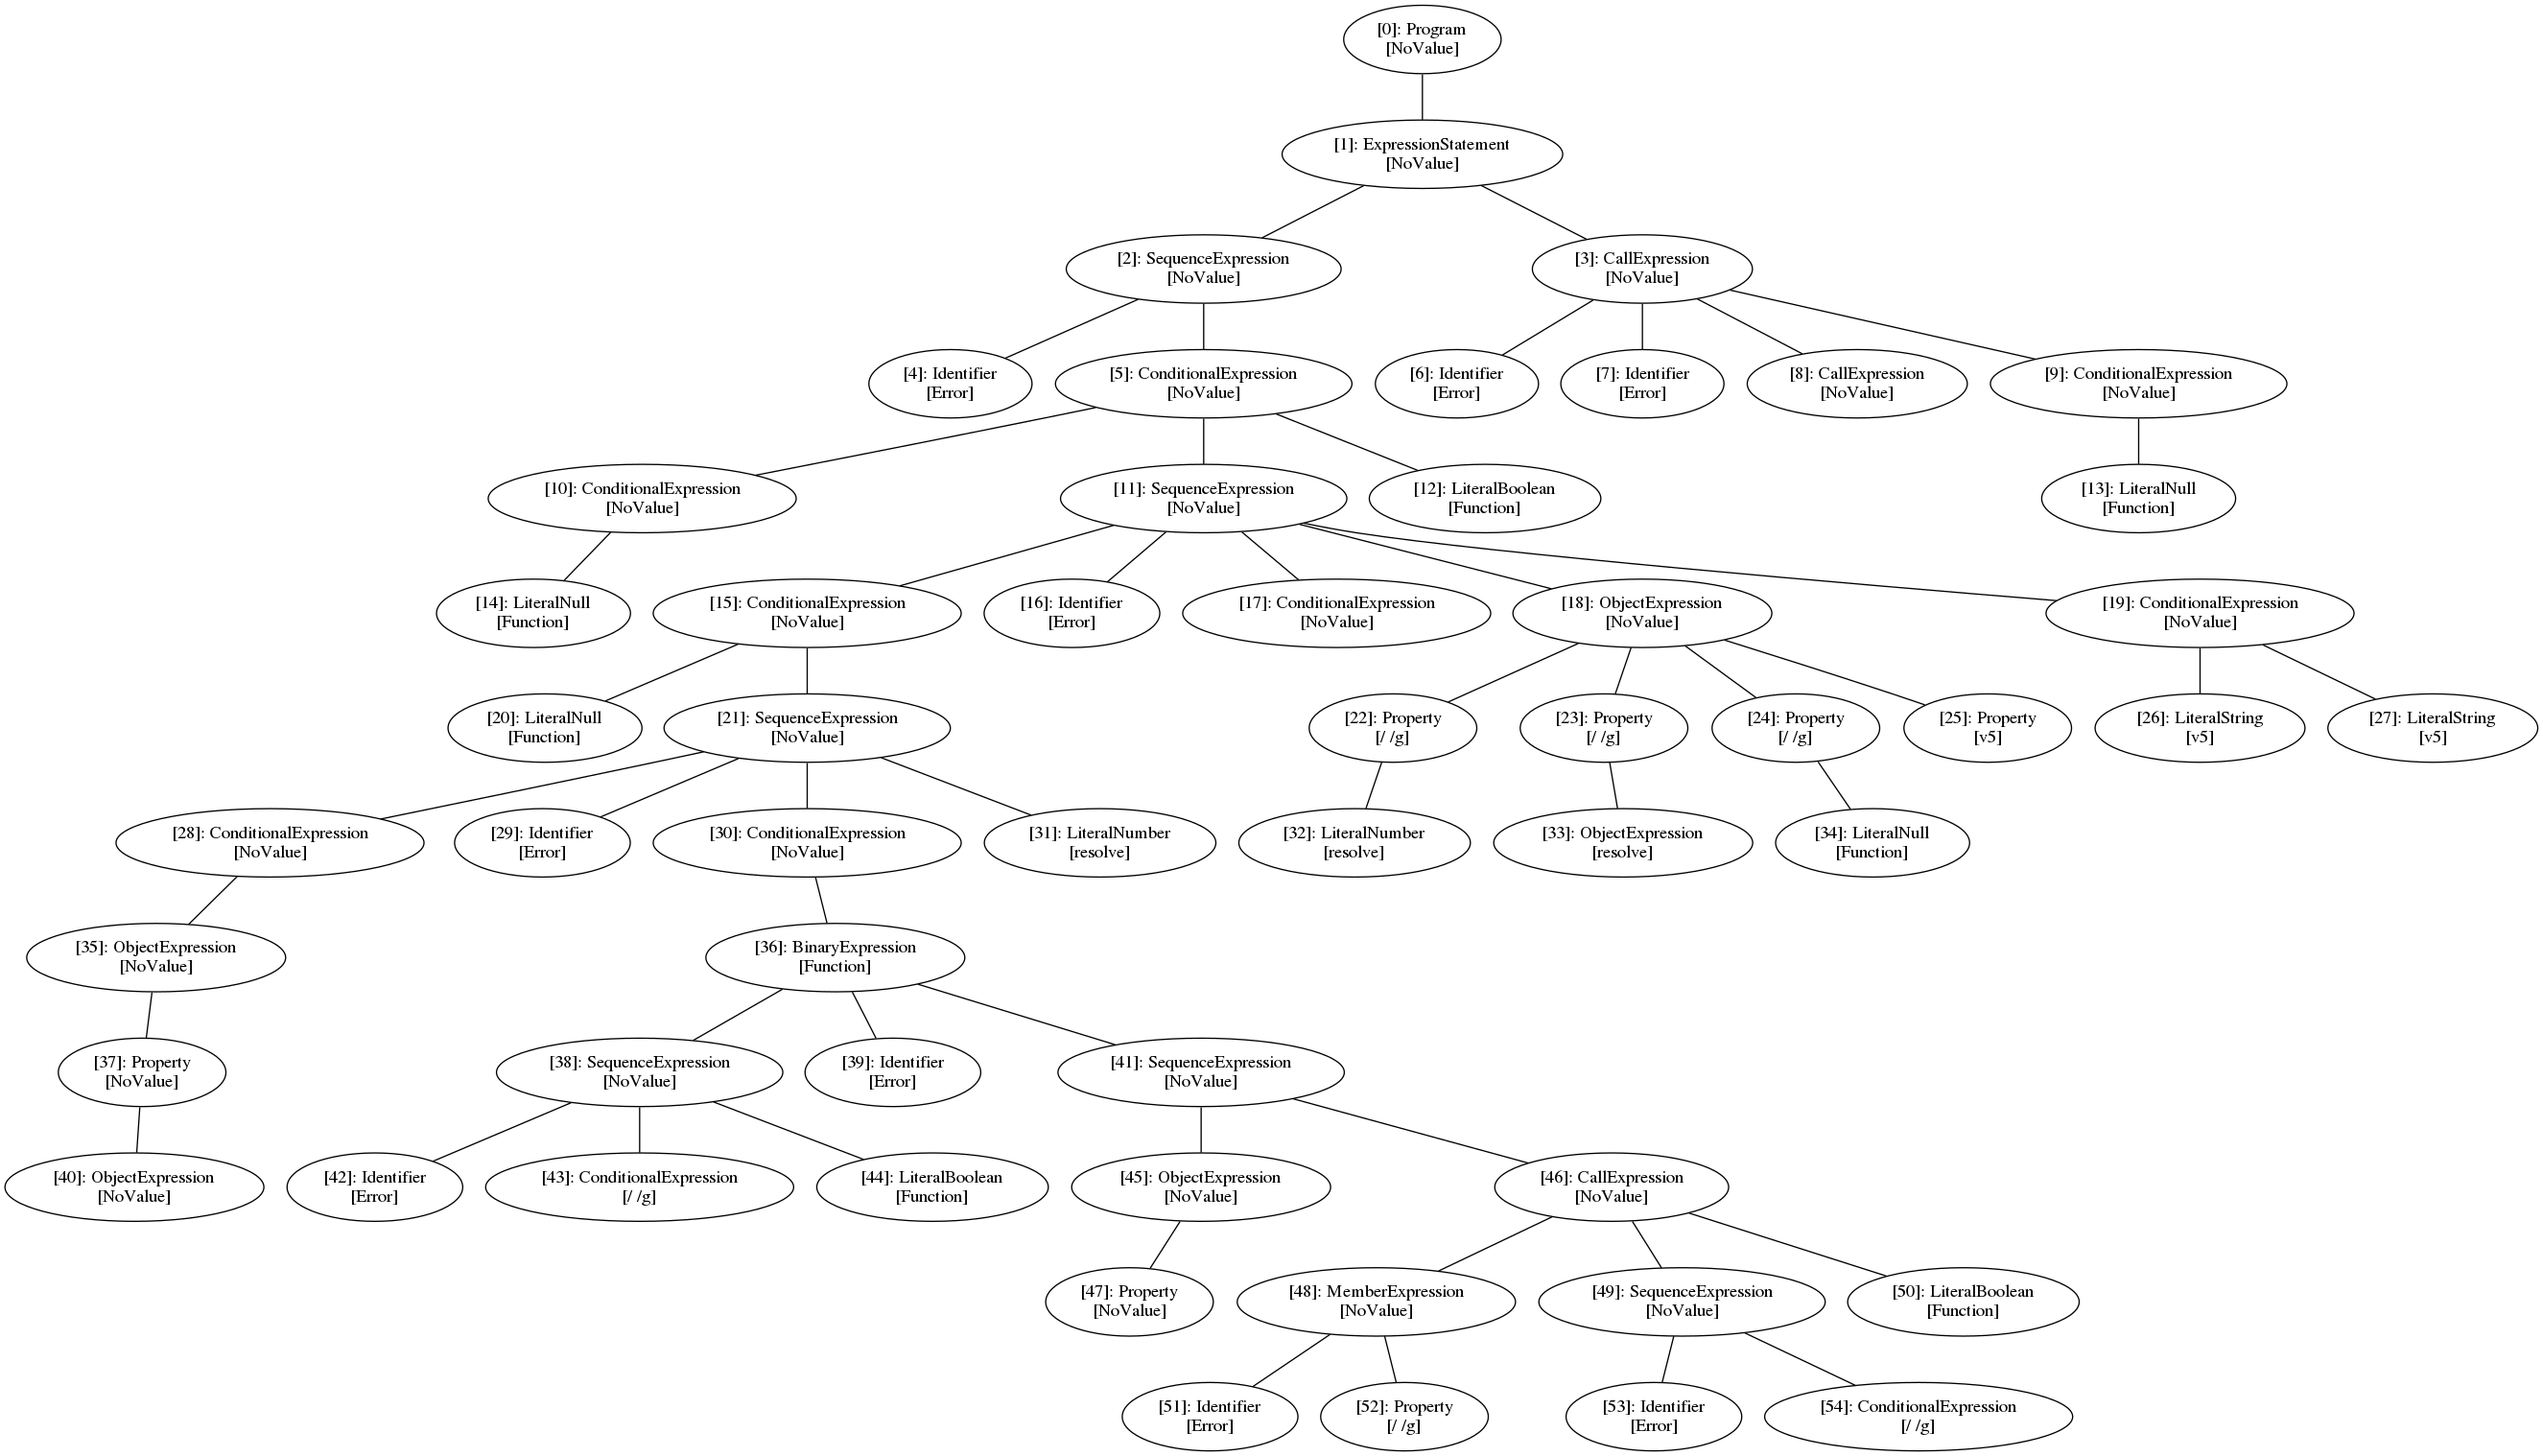 [0]: Program
[NoValue]
[1]: ExpressionStatement
[NoValue]
[2]: SequenceExpression
[NoValue]
[3]: CallExpression
[NoValue]
[4]: Identifier
[Error]
[5]: ConditionalExpression
[NoValue]
[6]: Identifier
[Error]
[7]: Identifier
[Error]
[8]: CallExpression
[NoValue]
[9]: ConditionalExpression
[NoValue]
[10]: ConditionalExpression
[NoValue]
[11]: SequenceExpression
[NoValue]
[12]: LiteralBoolean
[Function]
[13]: LiteralNull
[Function]
[14]: LiteralNull
[Function]
[15]: ConditionalExpression
[NoValue]
[16]: Identifier
[Error]
[17]: ConditionalExpression
[NoValue]
[18]: ObjectExpression
[NoValue]
[19]: ConditionalExpression
[NoValue]
[20]: LiteralNull
[Function]
[21]: SequenceExpression
[NoValue]
[22]: Property
[/ /g]
[23]: Property
[/ /g]
[24]: Property
[/ /g]
[25]: Property
[v5]
[26]: LiteralString
[v5]
[27]: LiteralString
[v5]
[28]: ConditionalExpression
[NoValue]
[29]: Identifier
[Error]
[30]: ConditionalExpression
[NoValue]
[31]: LiteralNumber
[resolve]
[32]: LiteralNumber
[resolve]
[33]: ObjectExpression
[resolve]
[34]: LiteralNull
[Function]
[35]: ObjectExpression
[NoValue]
[36]: BinaryExpression
[Function]
[37]: Property
[NoValue]
[38]: SequenceExpression
[NoValue]
[39]: Identifier
[Error]
[41]: SequenceExpression
[NoValue]
[40]: ObjectExpression
[NoValue]
[42]: Identifier
[Error]
[43]: ConditionalExpression
[/ /g]
[44]: LiteralBoolean
[Function]
[45]: ObjectExpression
[NoValue]
[46]: CallExpression
[NoValue]
[47]: Property
[NoValue]
[48]: MemberExpression
[NoValue]
[49]: SequenceExpression
[NoValue]
[50]: LiteralBoolean
[Function]
[51]: Identifier
[Error]
[52]: Property
[/ /g]
[53]: Identifier
[Error]
[54]: ConditionalExpression
[/ /g]